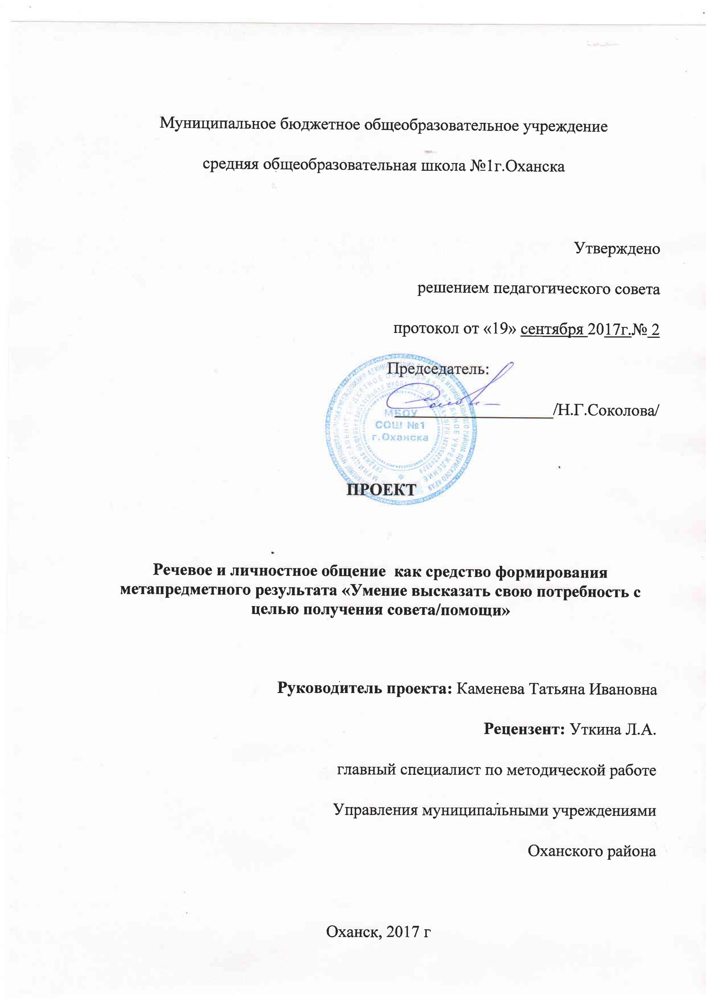 Муниципальное бюджетное общеобразовательное учреждение
средняя общеобразовательная школа №1г.Оханска
Утверждено
решением педагогического совета
протокол от «19» сентября 2017г.№ 2
Председатель:
/Н.Г.Соколова/
МБОУ
СОШ №1
г.Оханска
ПРОЕКТ
Речевое и личностное общение как средство формирования
метапредметного результата «Умение высказать свою потребность с
целью получения совета/помощи»
Руководитель проекта: Каменева Татьяна Ивановна
Рецензент: Уткина Л.А.
главный специалист по методической работе
Управления муниципальными учреждениями
Оханского района
Оханск, 2017 г